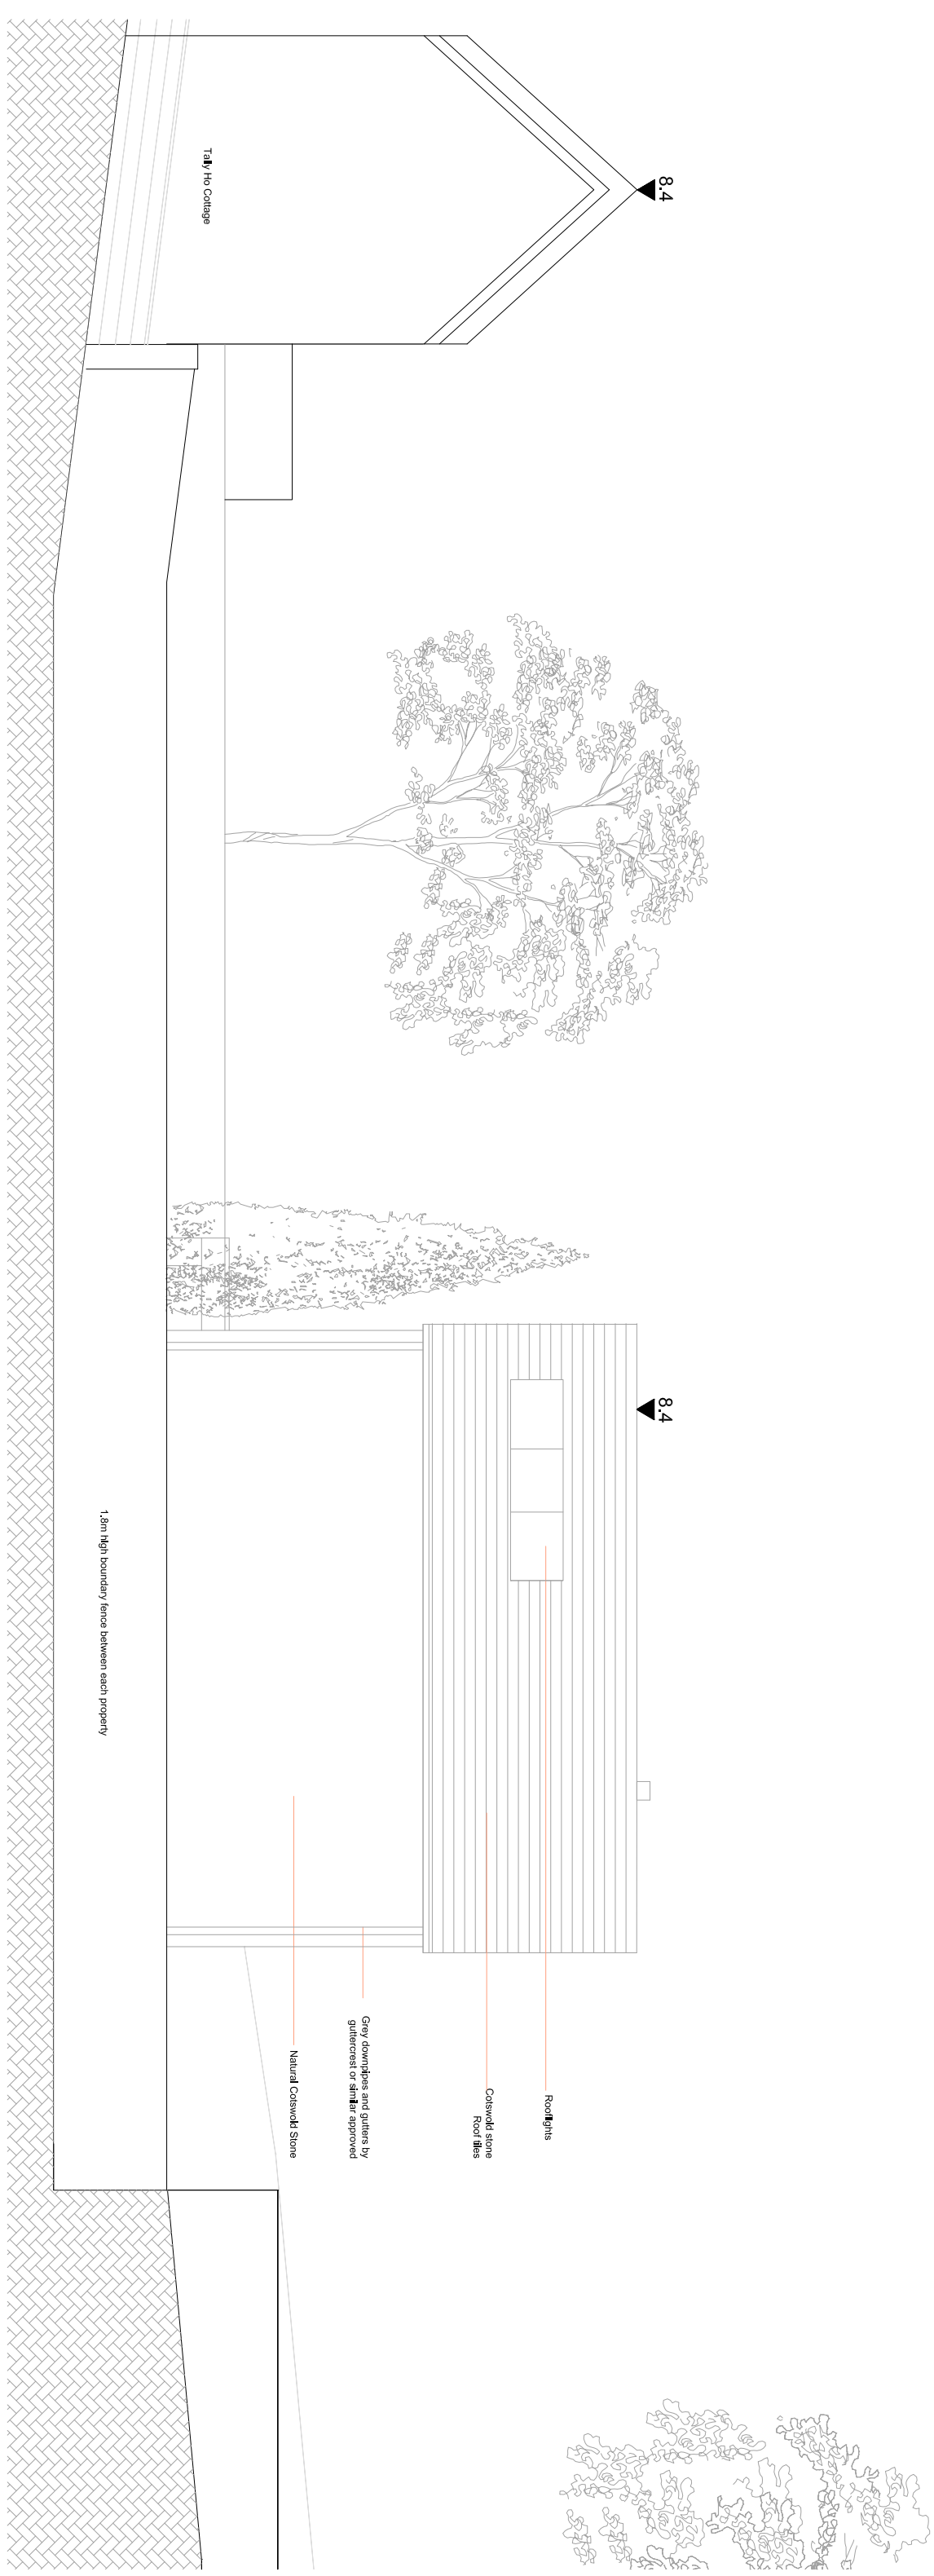 8.4
Tally Ho Cottage
8.4
Rooflights
Cotswold stone
Roof tiles
Grey downpipes and gutters by
guttercrest or similar approved
Natural Cotswold Stone
1.8m high boundary fence between each property